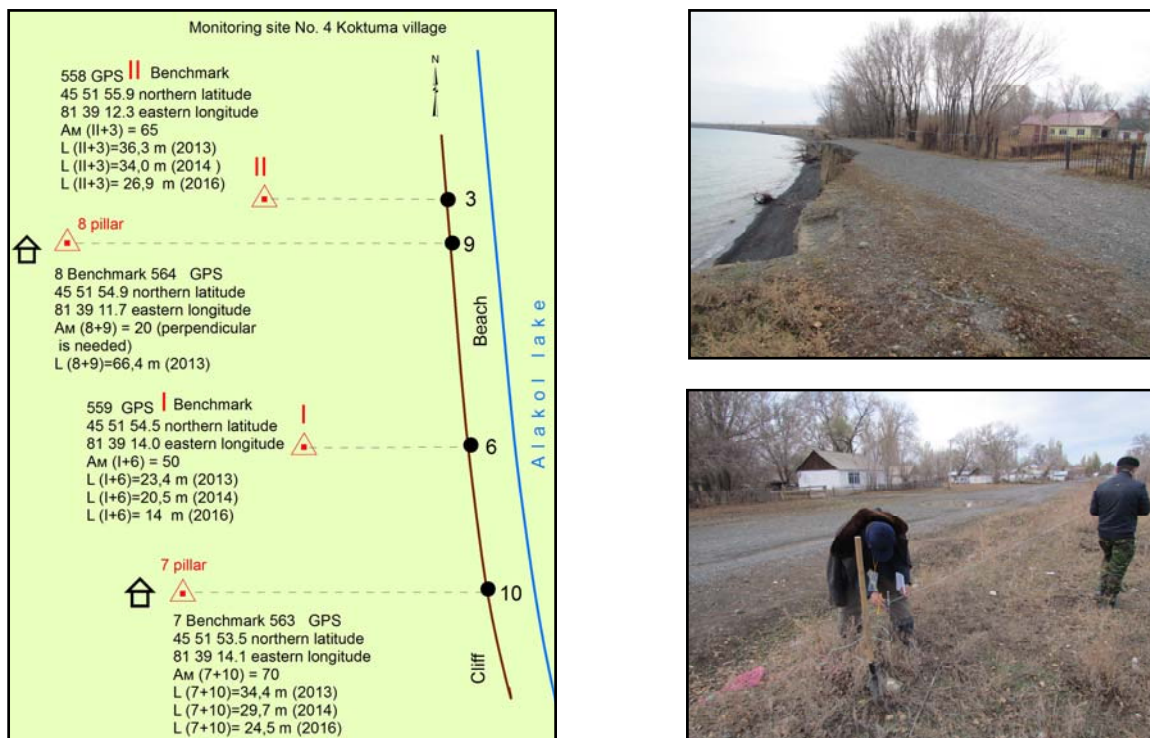 Monitoring site No. 4 Koktuma village
558 GPS II Benchmark
45 51 55.9 northern latitude
81 39 12.3 eastern longitude
Aм (II+3) = 65
L (II+3)=36,3 m (2013)
L (II+3)=34,0 m (2014 )
L (II+3)= 26,9 m (2016)
N
II
3
8 pillar
9
8 Benchmark 564 GPS
45 51 54.9 northern latitude
81 39 11.7 eastern longitude
Aм (8+9) = 20 (perpendicular
is needed)
L (8+9)=66,4 m (2013)
Beach
Alakol lake
559 GPS I Benchmark
45 51 54.5 northern latitude
81 39 14.0 eastern longitude
Aм (I+6) = 50
L (I+6)=23,4 m (2013)
L (I+6)=20,5 m (2014)
L (I+6)= 14 m (2016)
I
6
7 pillar
10
7 Benchmark 563 GPS
45 51 53.5 northern latitude
81 39 14.1 eastern longitude
Aм (7+10) = 70
L (7+10)=34,4 m (2013)
L (7+10)=29,7 m (2014)
L (7+10)= 24,5 m (2016)
Cliff